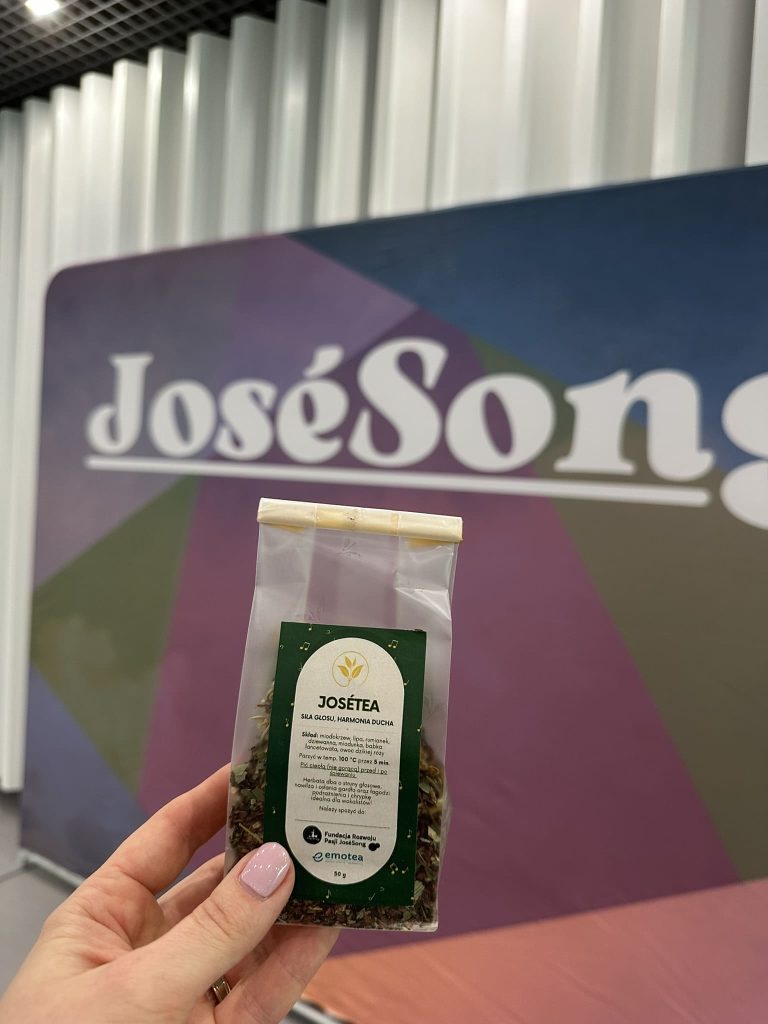 JoséSong
JOSÉTEA
SIŁA GŁOSU, HARMONIA DUCHA
Skład: miodokrzew, lipa, rumianek,
dziewanna, miodunka, babka
lancetowata, owoc dzikiej róży
Parzyć w temp. 100 °C przez 5 min.
Pić ciepłą (nie gorącą) przed i po
śpiewaniu.
Herbata dba o struny głosowe,
nawilża i osłania gardło oraz łagodzi
podrażnienia i chrypkę
idealna dla wokalistów!
Należy spożyć do:
Fundacja Rozwoju
Pasji JoséSong
emotea
50 g